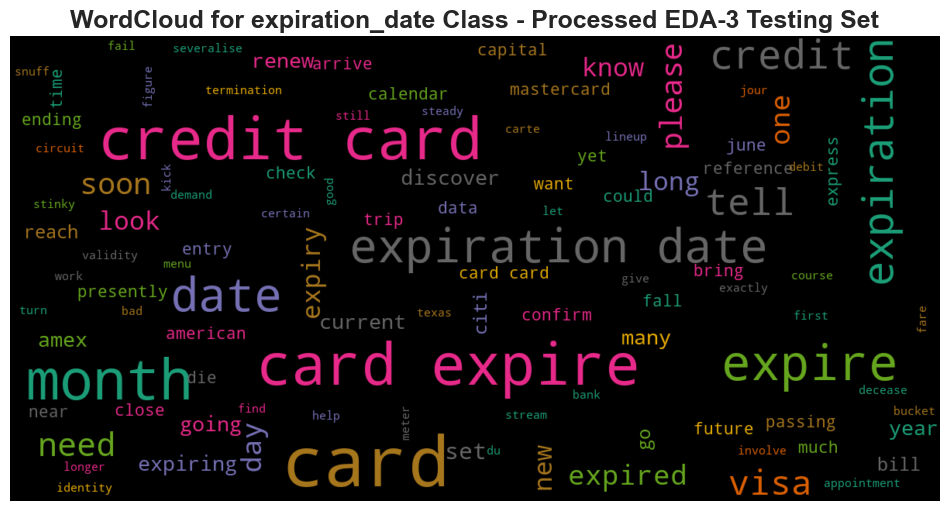 WordCloud for expiration_date Class - Processed EDA-3 Testing Set
fail
severalise
capital
credit
expiration
snuff
time
figure
renew
arrive
know
please
termination
calendar
mastercard
jour
one
ending
credit card
still
steady
carte
lineup
june
circuit
yet
reference
debit
soon
kick
check
discover
want
long
express
demand
good
could
tell
stinky
look
certain
data
let
reach
trip
entry
expiry
expiration date
validity
menu
work
card card
bring
give
exactly
course
presently
date
citi
fall
turn
bad
current
texas
confirm
first
fare
american
many
amex
month
die
card expire
expire
decease
near
close
find
help
meter
bank
stream
bucket
going
day
future
passing
year
need
set
du
new
go
involve
much
longer
expiring
card
expired
visa
bill
identity
appointment